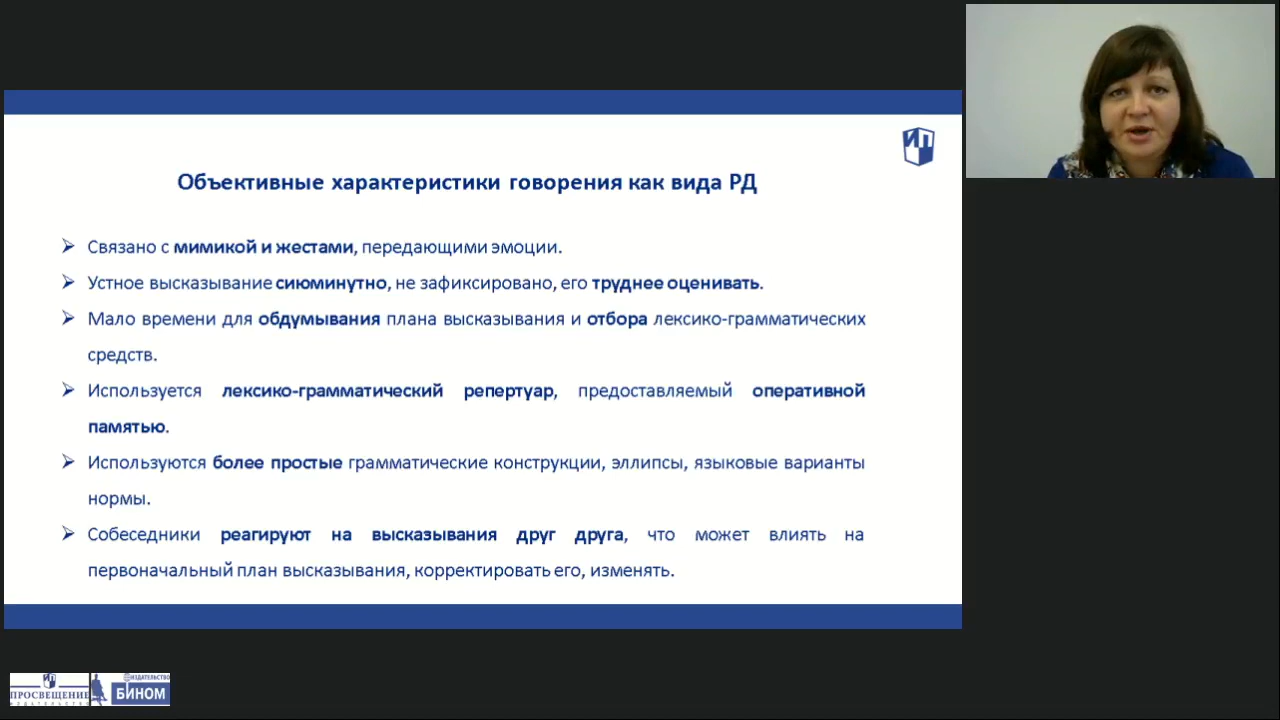 ИП
Объективные характеристики говорения как вида РД
Связано с мимикой и жестами, передающими эмоции.
Устное высказывание сиюминутно, не зафиксировано, его труднее оценивать.
Мало времени для обдумывания плана высказывания и отбора лексико-грамматических
средств.
Используется лексико-грамматический репертуар, предоставляемый оперативной
памятью.
Используются более простые грамматические конструкции, эллипсы, языковые варианты
нормы.
Собеседники реагируют на высказывания друг друга, что может влиять на
первоначальный план высказывания, корректировать его, изменять.
ПРОСВЕЩЕНИЕ
ИЗДАТЕЛЬСТВО
ИЗДАТЕЛЬСТВО
БИНОМ